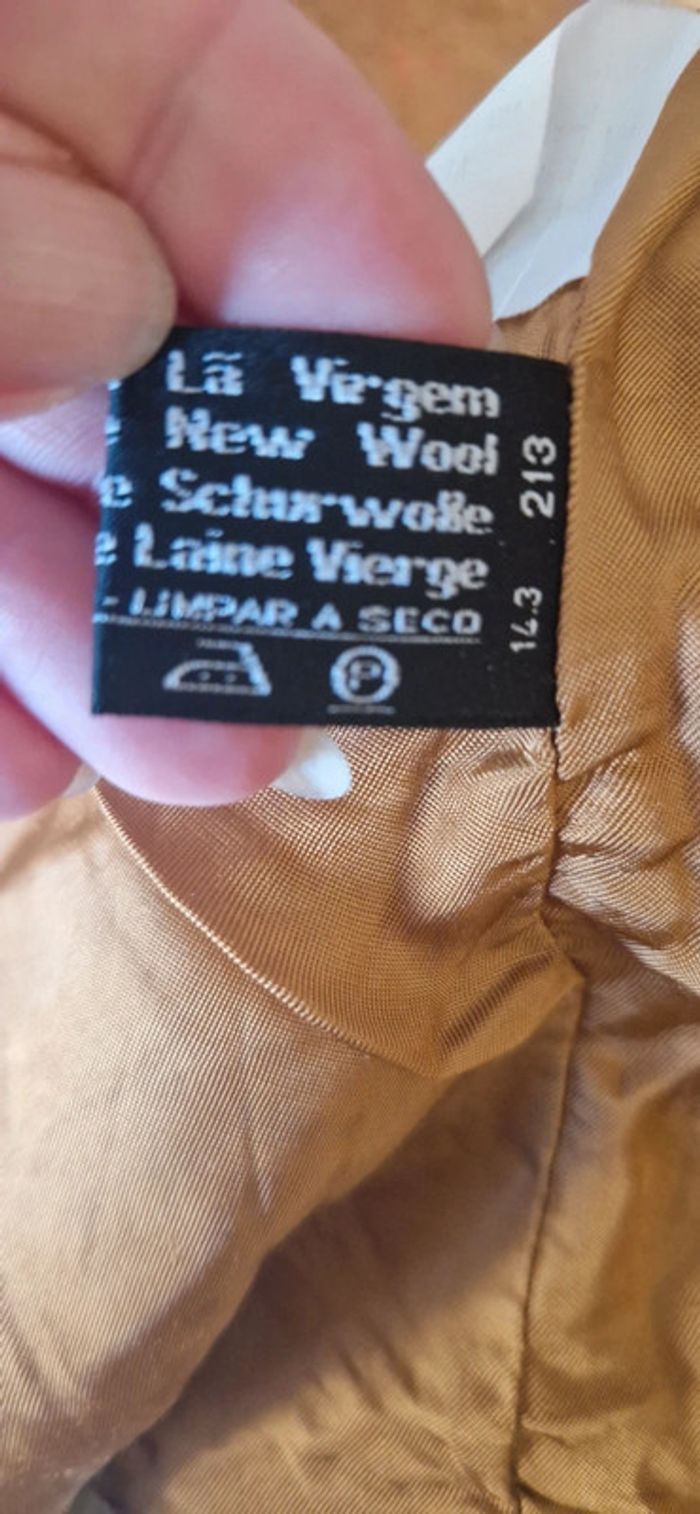 Lã Virgem
e New Wool
e Schurwolle
e Laine Vierge
- LIMPAR A SECO
P
213
14.3